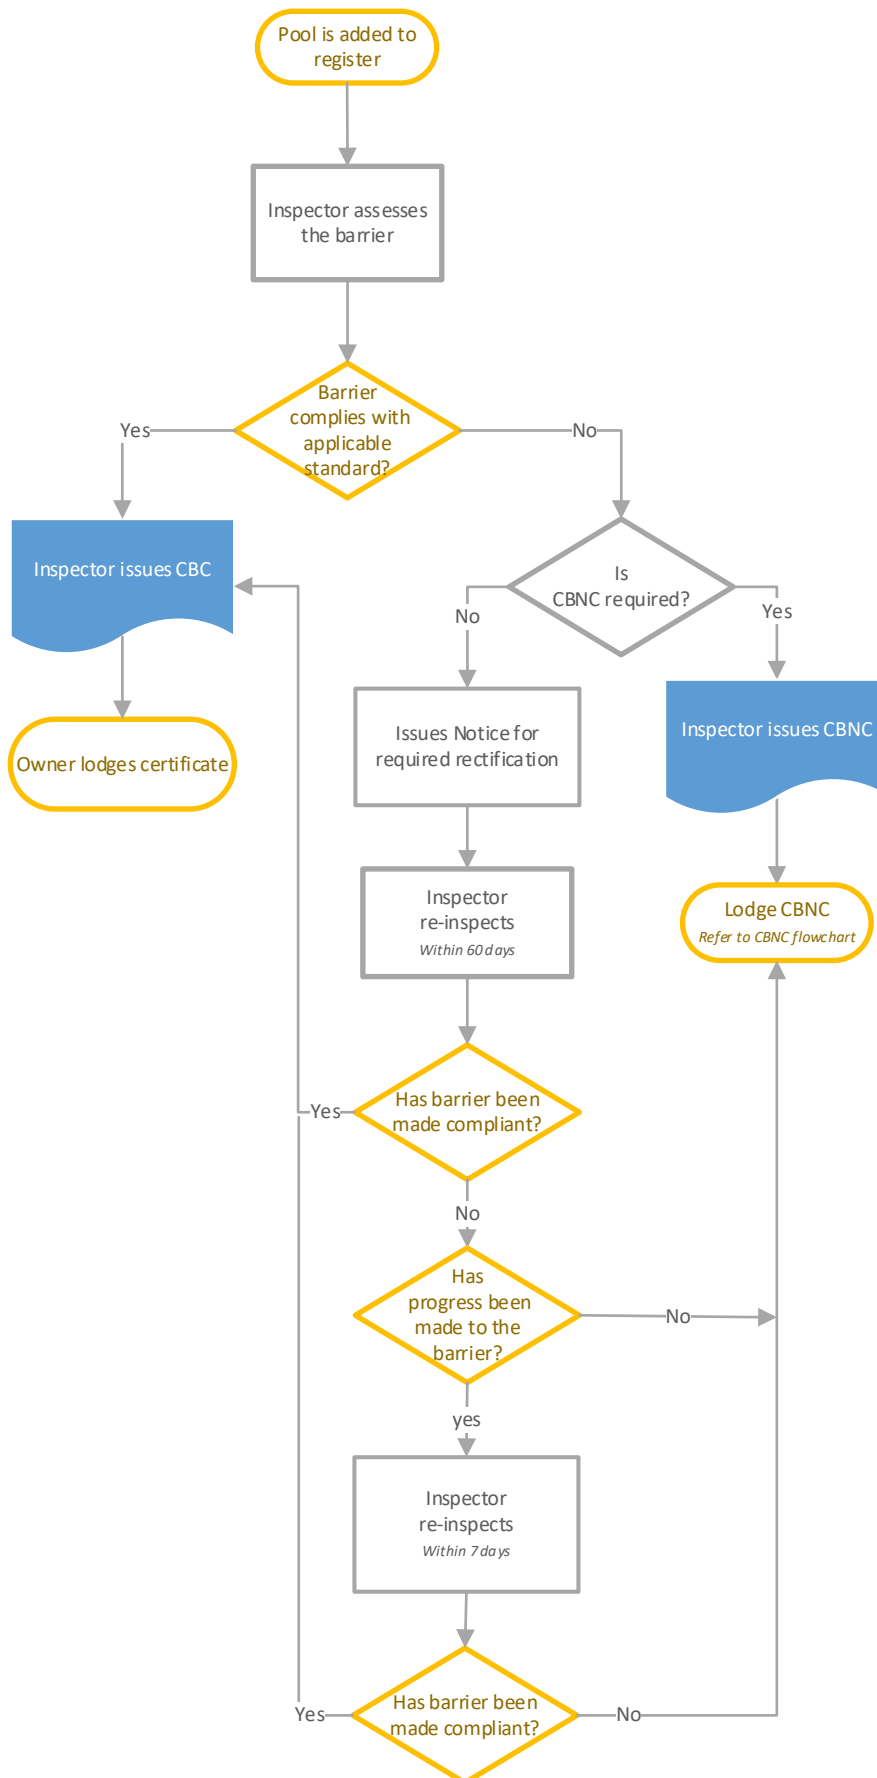 Pool is added to
register
Inspector assesses
the barrier
Barrier
complies with
applicable
standard?
Yes
No
Inspector issues CBC
Is
CBNC required?
No
Yes
Owner lodges certificate
Issues Notice for
required rectification
Inspector issues CBNC
Inspector
re-inspects
Within 60 days
Lodge CBNC
Refer to CBNC flowchart
Has barrier been
made compliant?
Yes
No
Has
progress been
made to the
barrier?
No
yes
Inspector
re-inspects
Within 7 days
Has barrier been
made compliant?
Yes
No